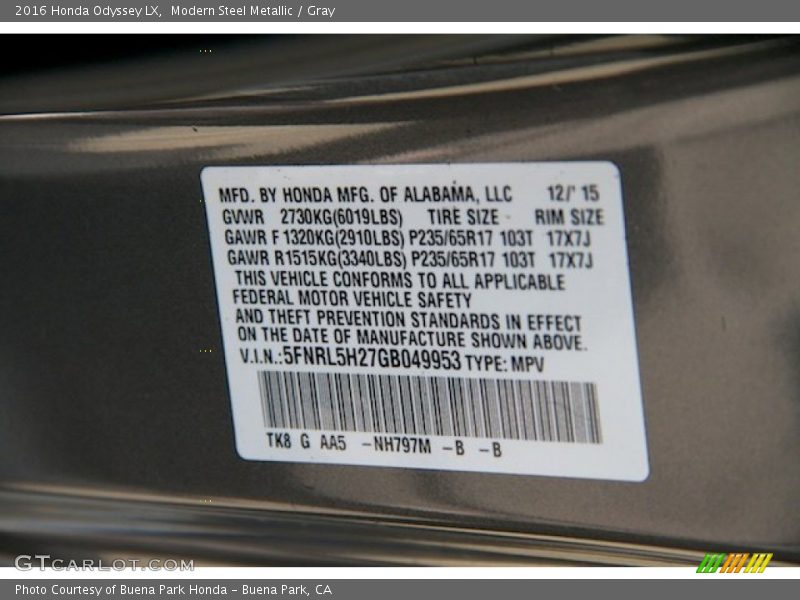 2016 Honda Odyssey LX, Modern Steel Metallic / Gray
MFD. BY HONDA MFG. OF ALABAMA, LLC 12/' 15
GVWR 2730KG(6019LBS) TIRE SIZE RIM SIZE
GAWR F 1320KG(2910LBS) P235/65R17 103T 17X7J
GAWR R1515KG(3340LBS) P235/65R17 103T 17X7J
THIS VEHICLE CONFORMS TO ALL APPLICABLE
FEDERAL MOTOR VEHICLE SAFETY
AND THEFT PREVENTION STANDARDS IN EFFECT
ON THE DATE OF MANUFACTURE SHOWN ABOVE.
V.I.N.:5FNRL5H27GB049953 TYPE: MPV
TK8 G AA5 -NH797M -B -B
GTCARLOT.COM
Photo Courtesy of Buena Park Honda - Buena Park, CA